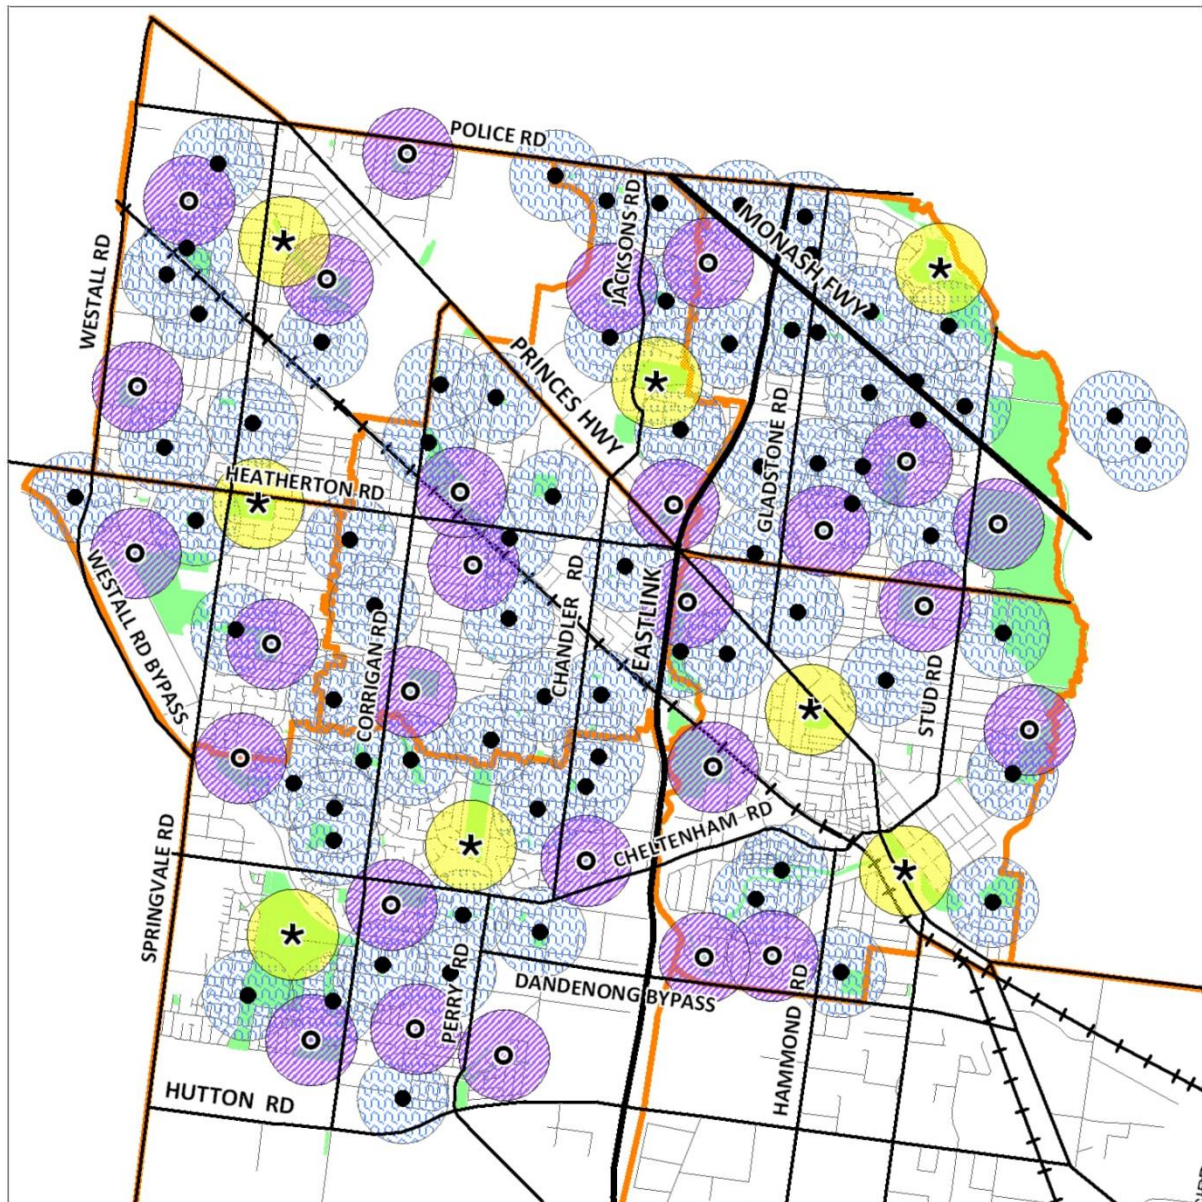 POLICE RD
JACKSONS RD
MONASH FWY
WESTALL RD
PRINCES HWY
GLADSTONE RD
HEATHERTON RD
WESTALL RD BYPASS
CORRIGAN RD
CHANDLER RD
EASTLINK
STUD RD
CHELTENHAM RD
SPRINGVALE RD
PERRY RD
DANDENONG BYPASS
HAMMOND RD
HUTTON RD